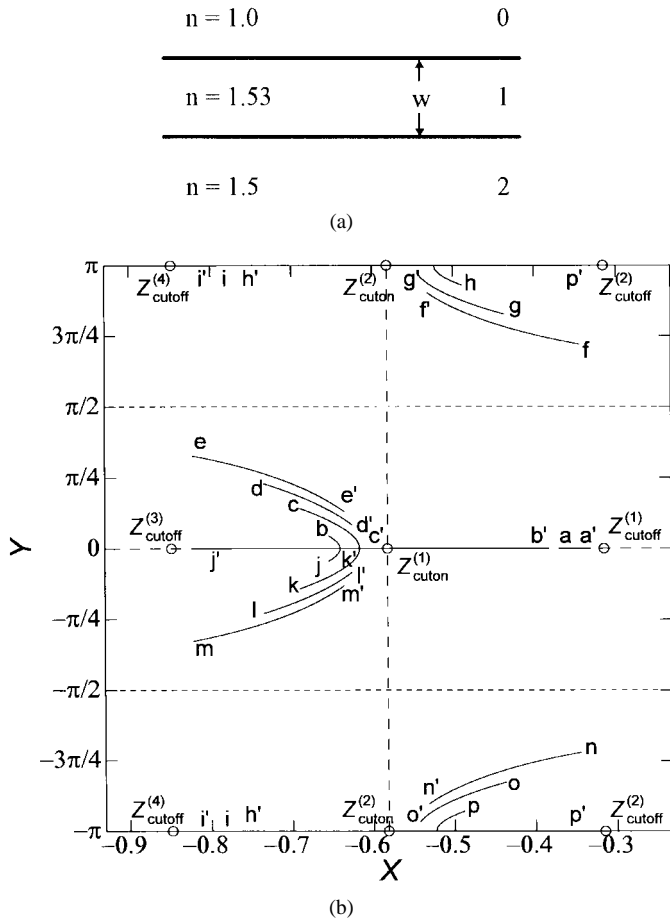 n = 1.0 0
n = 1.53 w 1
n = 1.5 2
(a)
π
Z(4)cutoff i' i h' Z(2)cuton g' h p' Z(2)cutoff
f' g
3π/4
f
π/2
e
π/4
d e'
c
Z(3)cutoff b d' c' b' a a' Z(1)cutoff
Y 0
j' j k' Z(1)cuton
k l'
l m'
−π/4
m
−π/2
n
−3π/4
n' o
Z(4)cutoff Z(2)cuton o' p Z(2)cutoff
i' i h' p'
−π
−0.9 −0.8 −0.7 −0.6 −0.5 −0.4 −0.3
X
(b)